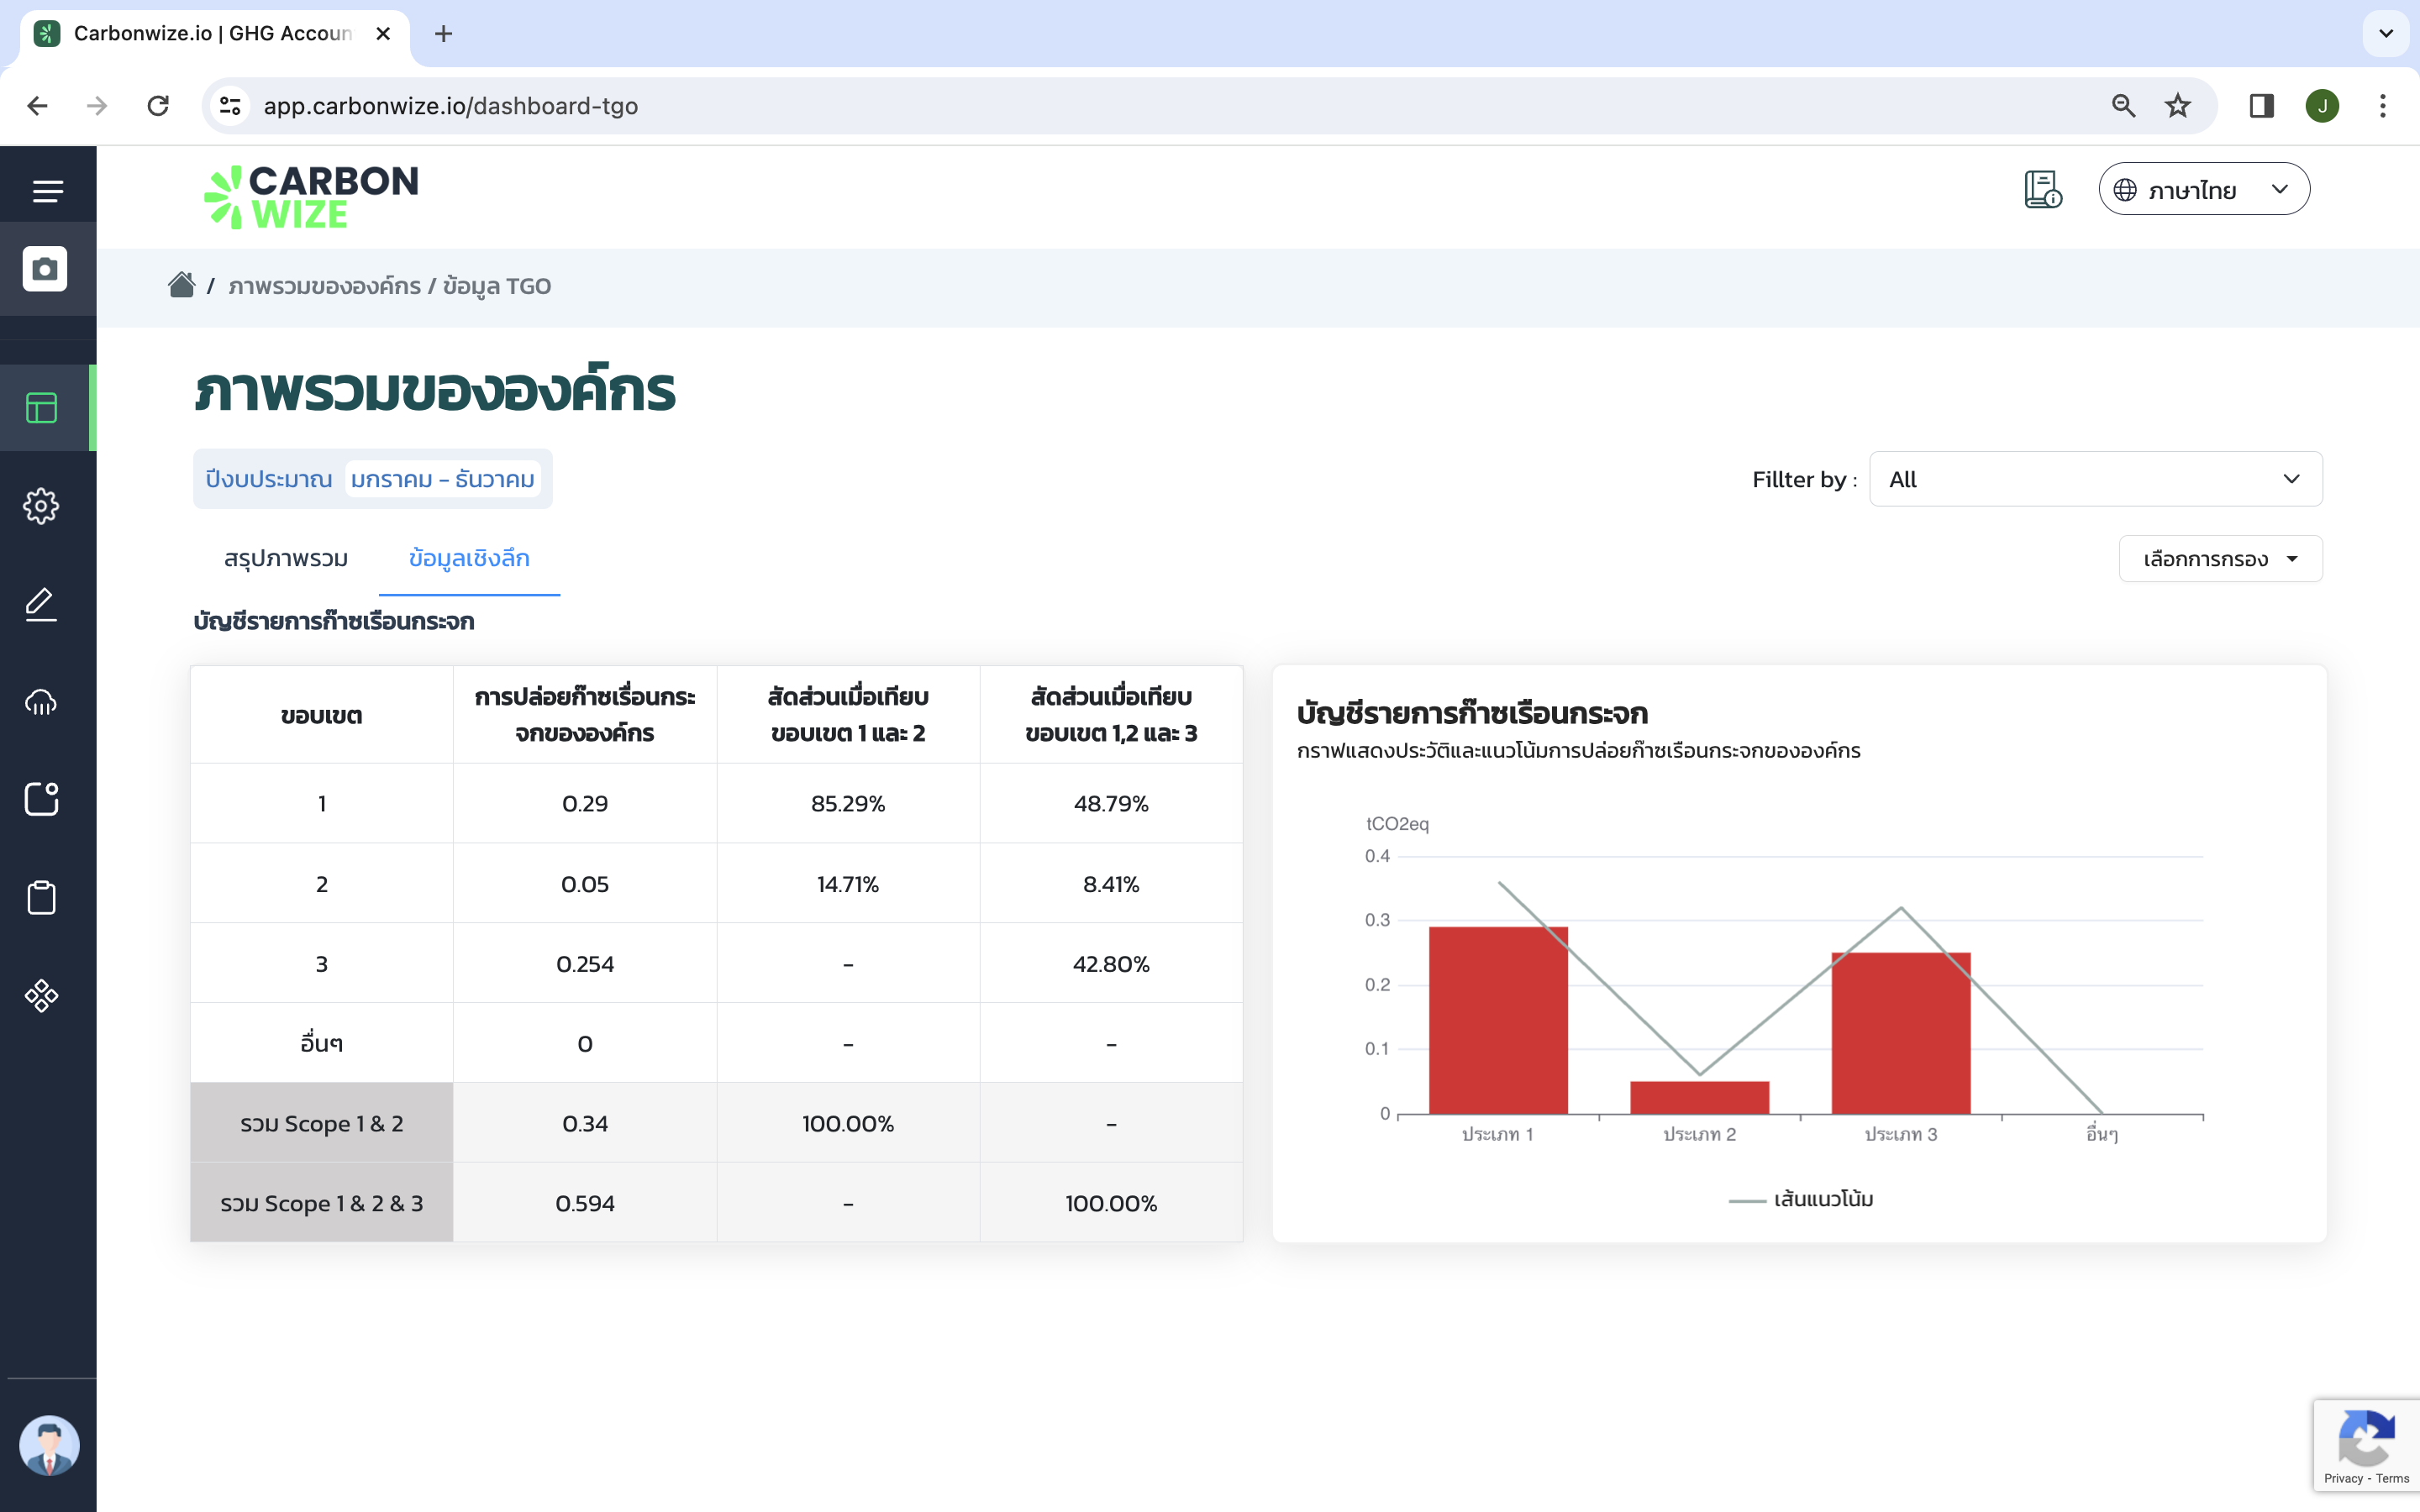 Carbonwize.io | GHG Accoun
app.carbonwize.io/dashboard-tgo
J
CARBON
WIZE
ภาษาไทย
/ ภาพรวมขององค์กร / ข้อมูล TGO
ภาพรวมขององค์กร
ปีงบประมาณ มกราคม - ธันวาคม
Fillter by : All
สรุปภาพรวม ข้อมูลเชิงลึก
เลือกการกรอง
บัญชีรายการก๊าซเรือนกระจก
ขอบเขต
การปล่อยก๊าซเรื่อนกระ
จกขององค์กร
สัดส่วนเมื่อเทียบ
ขอบเขต 1 และ 2
สัดส่วนเมื่อเทียบ
ขอบเขต 1,2 และ 3
1 0.29 85.29% 48.79%
2 0.05 14.71% 8.41%
3 0.254 - 42.80%
อื่นๆ 0 - -
รวม Scope 1 & 2 0.34 100.00% -
รวม Scope 1 & 2 & 3 0.594 - 100.00%
บัญชีรายการก๊าซเรือนกระจก
กราฟแสดงประวัติและแนวโน้มการปล่อยก๊าซเรือนกระจกขององค์กร
tCO2eq
0.4
0.3
0.2
0.1
0
ประเภท 1 ประเภท 2 ประเภท 3 อื่นๆ
เส้นแนวโน้ม
Privacy - Terms